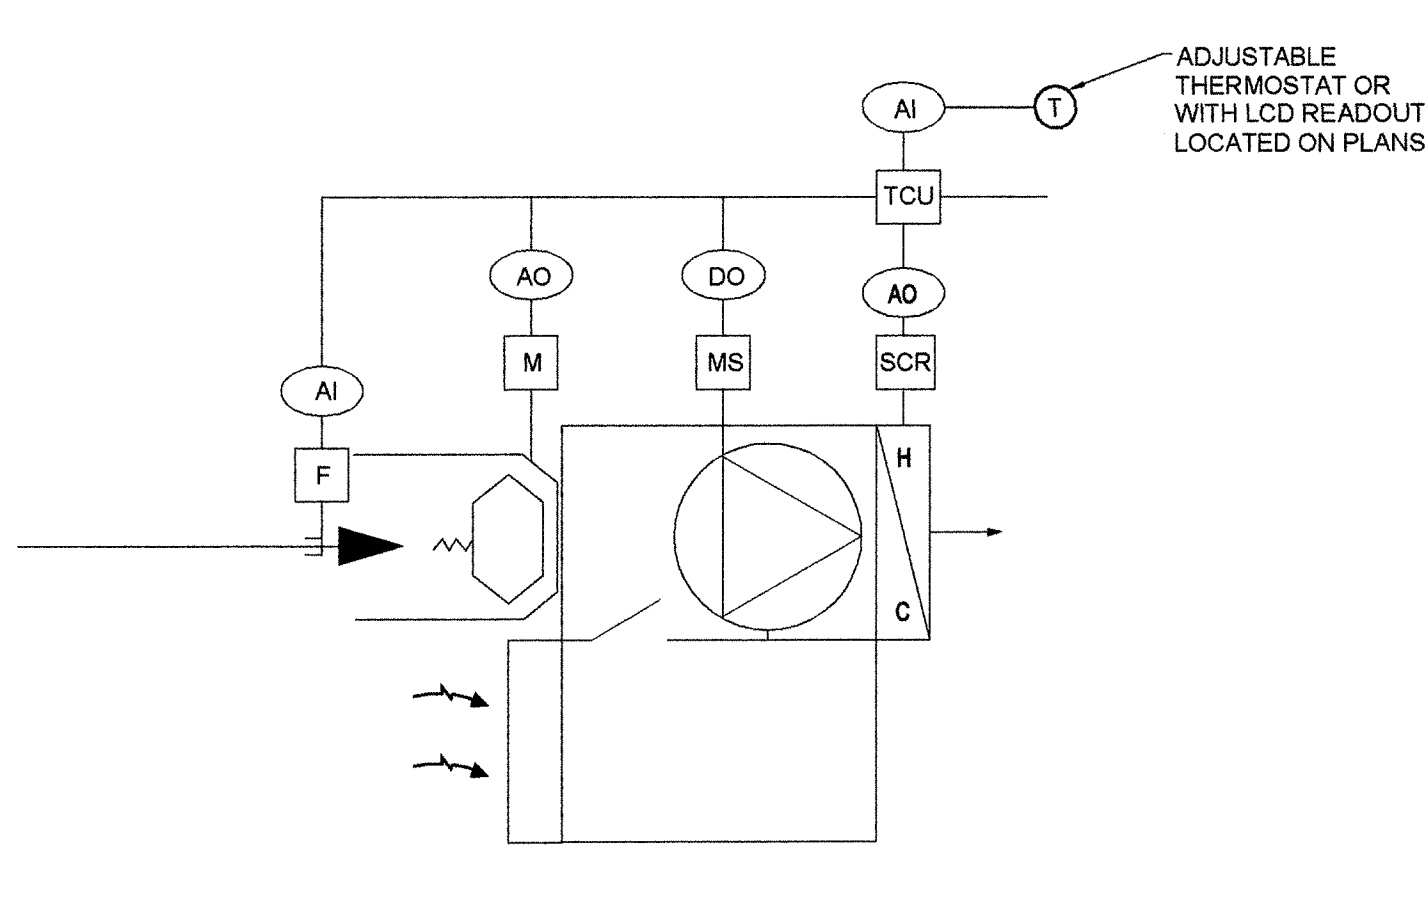 ADJUSTABLE
THERMOSTAT OR
WITH LCD READOUT
LOCATED ON PLANS
AI
T
TCU
AO
DO
AO
M
MS
SCR
AI
F
H
C